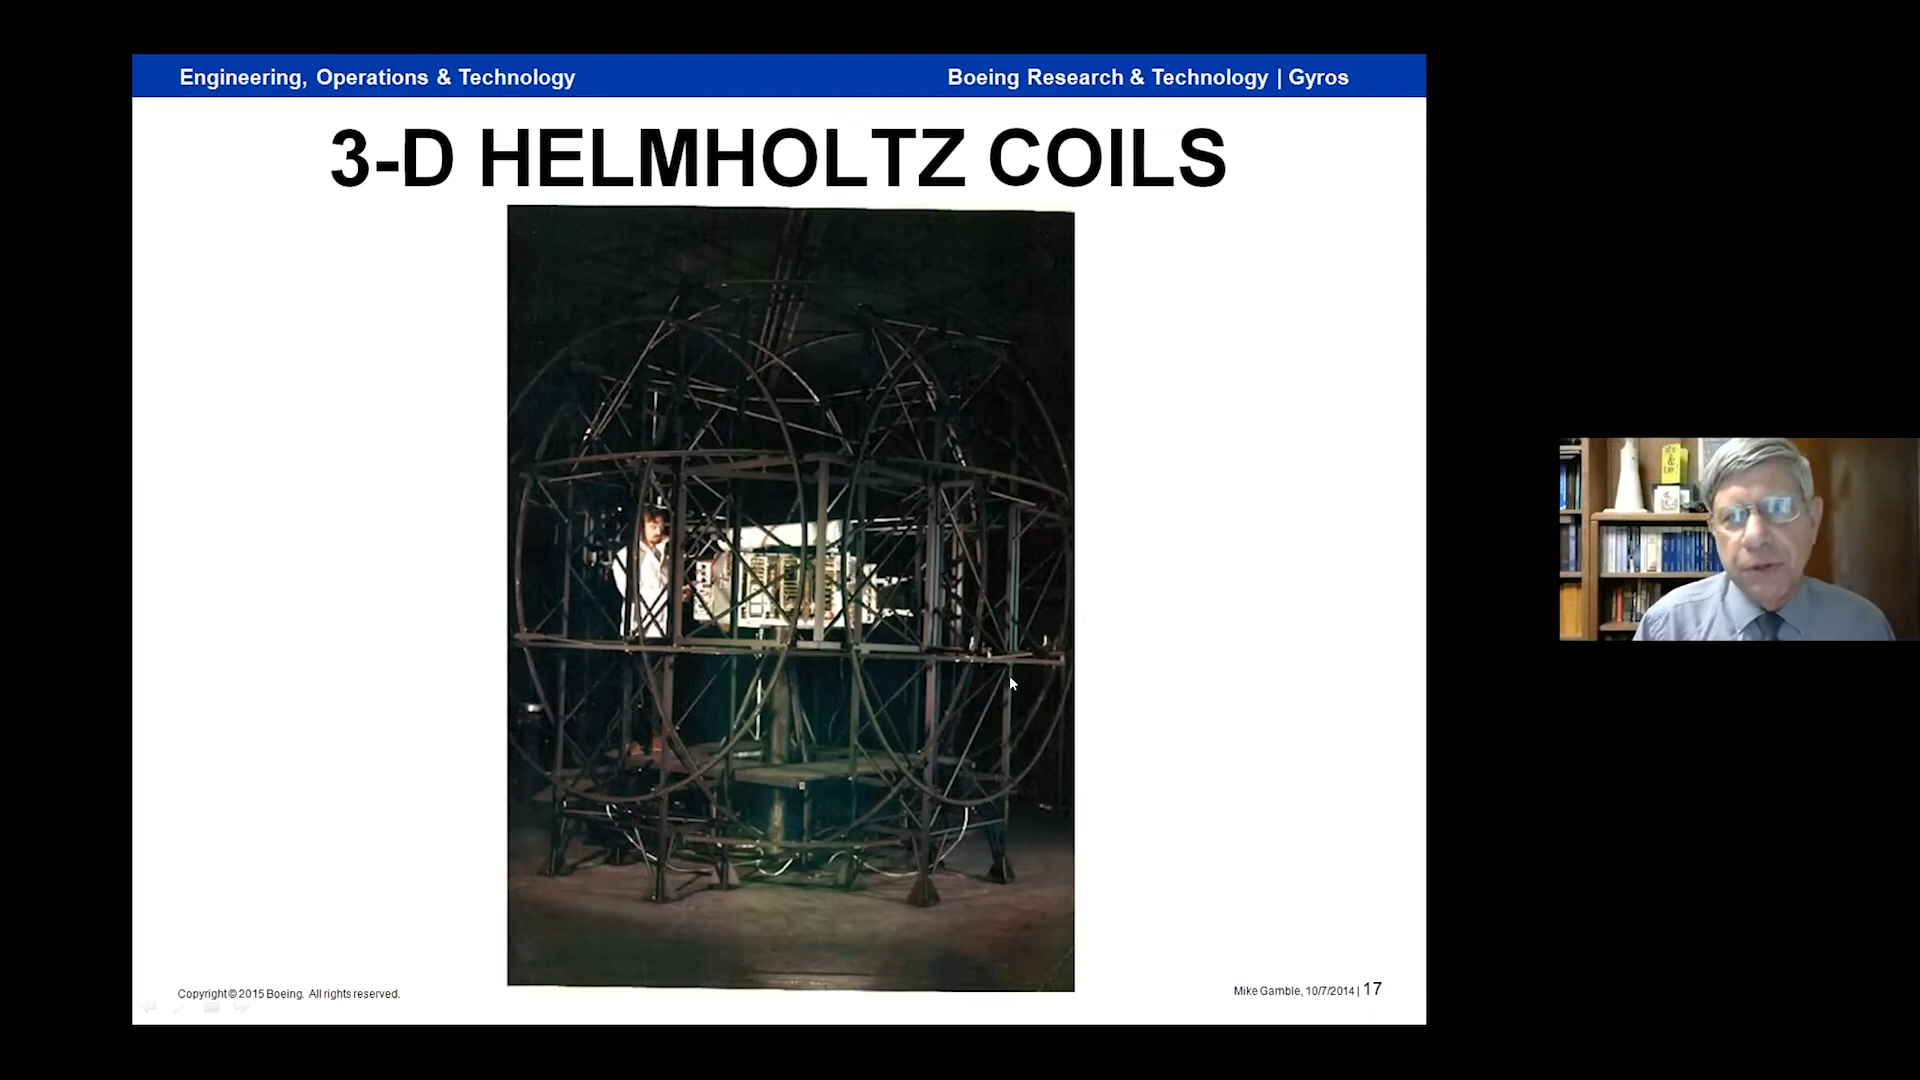 Engineering, Operations & Technology
Boeing Research & Technology | Gyros
3-D HELMHOLTZ COILS
Copyright © 2015 Boeing. All rights reserved.
Mike Gamble, 10/7/2014 | 17